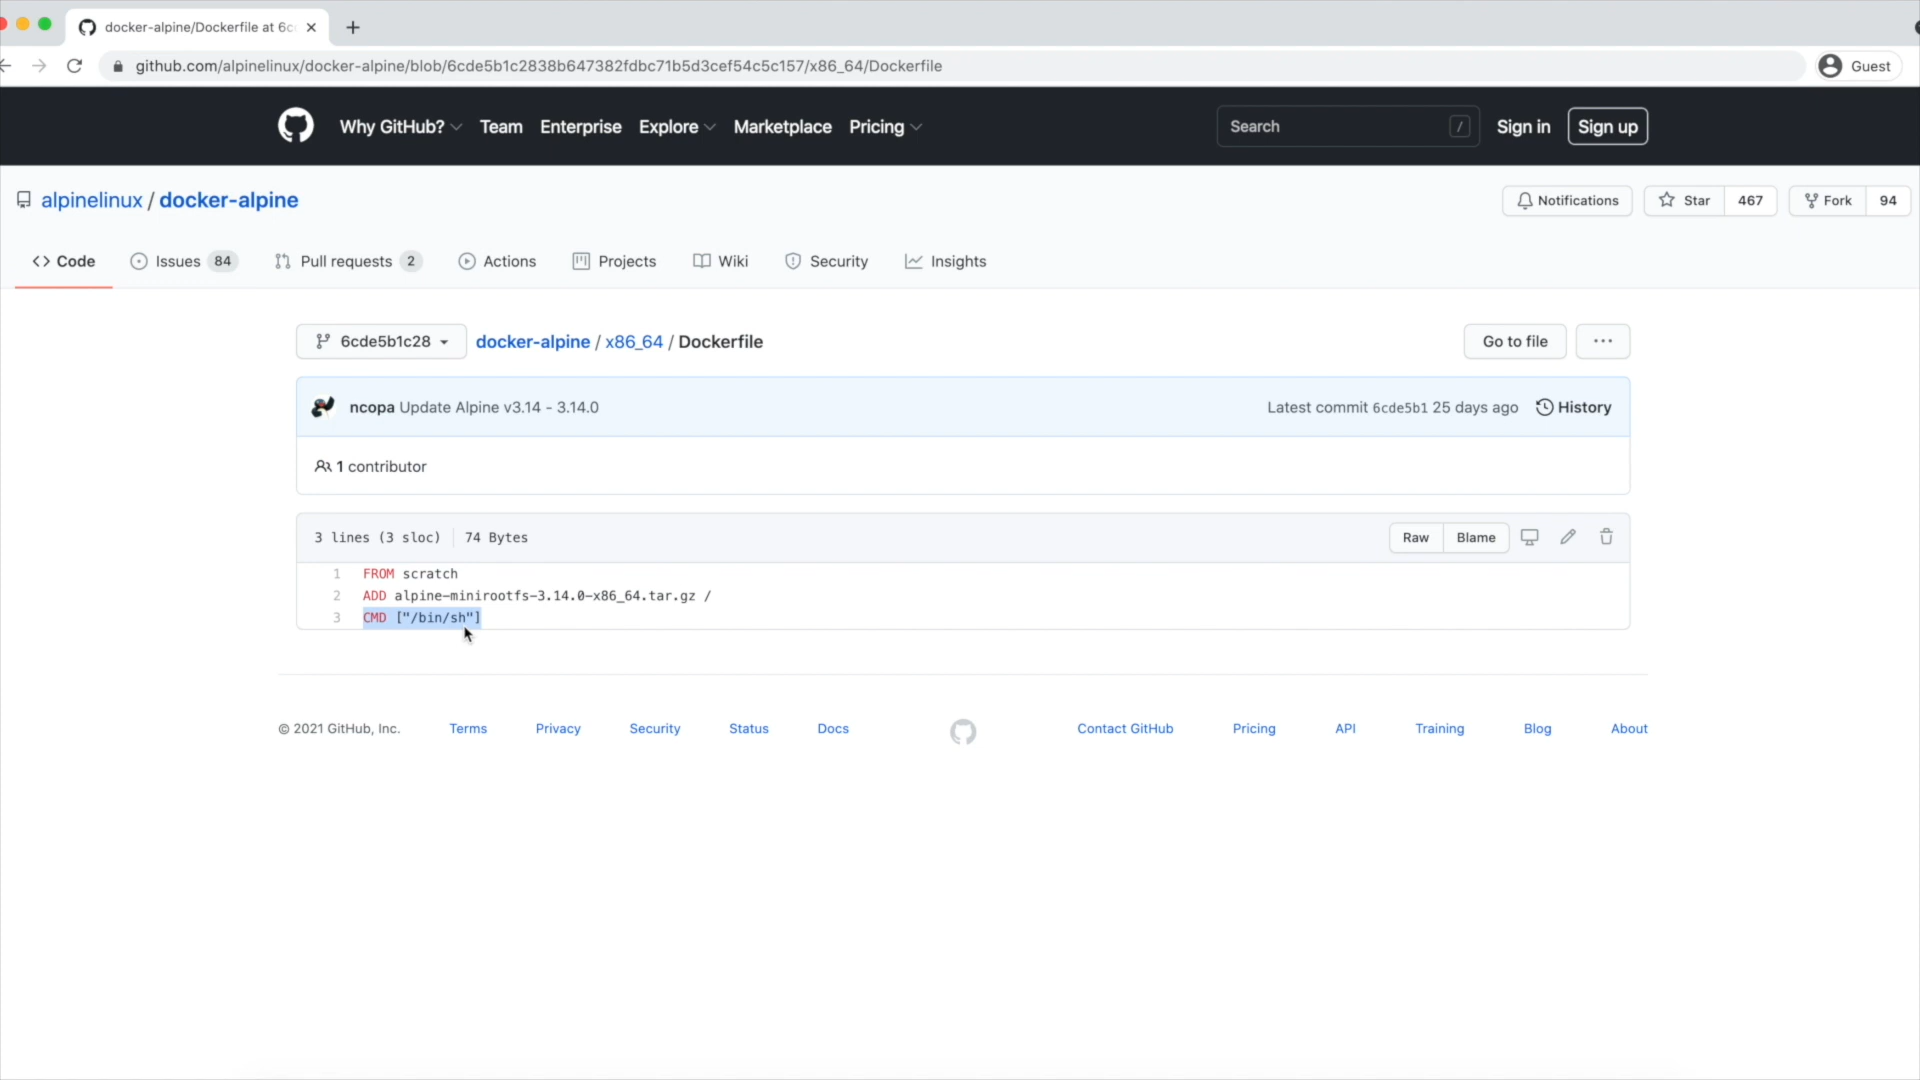 docker-alpine/Dockerfile at 6c
github.com/alpinelinux/docker-alpine/blob/6cde5b1c2838b647382fdbc71b5d3cef54c5c157/x86_64/Dockerfile
Guest
Why GitHub? Team Enterprise Explore Marketplace Pricing
Search /
Sign in Sign up
alpinelinux / docker-alpine
Notifications Star 467 Fork 94
Code Issues 84 Pull requests 2 Actions Projects Wiki Security Insights
6cde5b1c28 docker-alpine / x86_64 / Dockerfile
Go to file ...
ncopa Update Alpine v3.14 - 3.14.0
Latest commit 6cde5b1 25 days ago History
1 contributor
3 lines (3 sloc) 74 Bytes
Raw Blame
1 FROM scratch
2 ADD alpine-minirootfs-3.14.0-x86_64.tar.gz /
3 CMD ["/bin/sh"]
© 2021 GitHub, Inc. Terms Privacy Security Status Docs Contact GitHub Pricing API Training Blog About